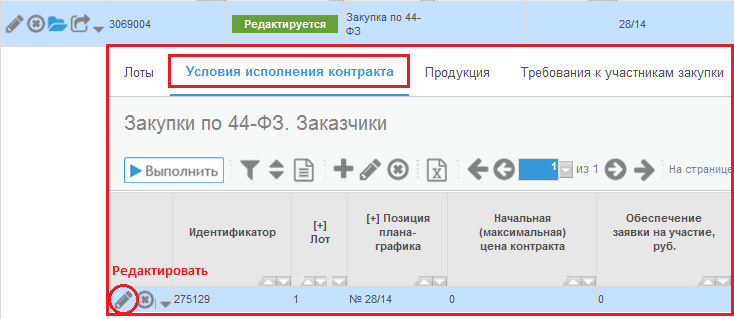 3069004 Редактируется Закупка по 44-ФЗ 28/14
Лоты Условия исполнения контракта Продукция Требования к участникам закупки
Закупки по 44-ФЗ. Заказчики
Выполнить 1 из 1 На странице
Идентификатор [+] Лот [+] Позиция плана-графика Начальная (максимальная) цена контракта Обеспечение заявки на участие, руб.
Редактировать
275129 1 № 28/14 0 0